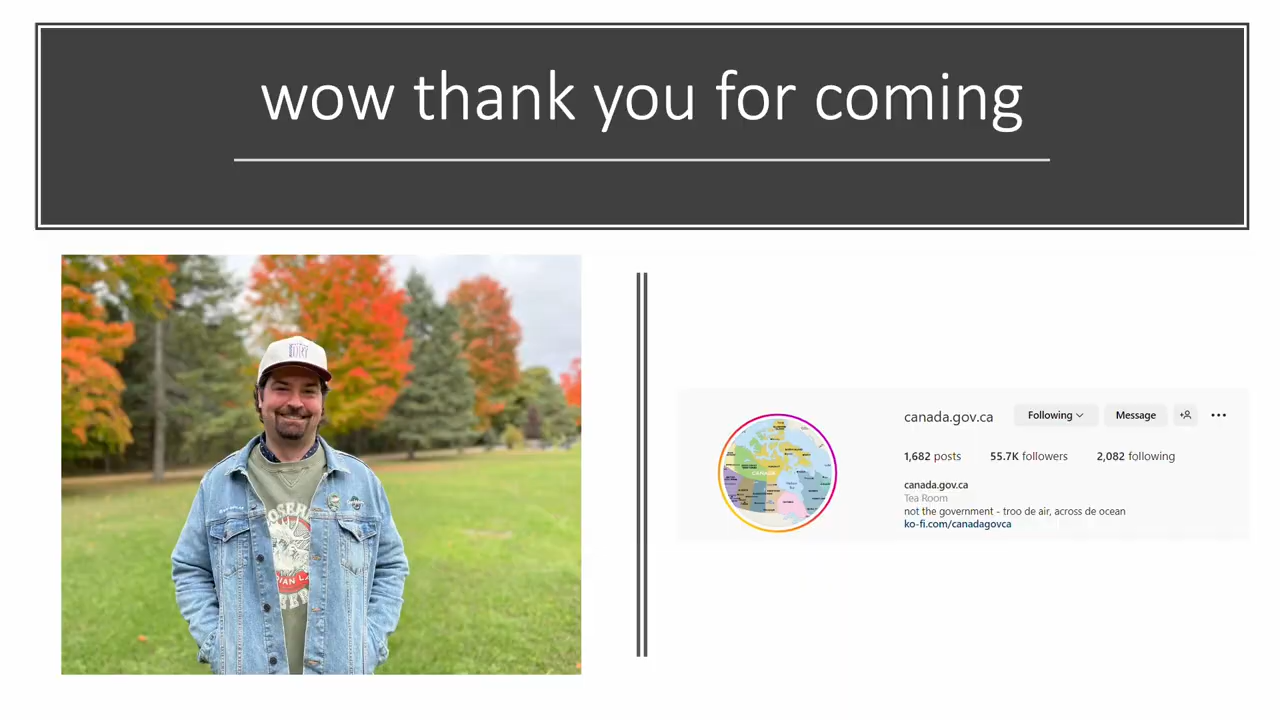 wow thank you for coming
canada.gov.ca
Following
Message
1,682 posts
55.7K followers
2,082 following
canada.gov.ca
Tea Room
not the government - troo de air, across de ocean
ko-fi.com/canadagovca
CANADA